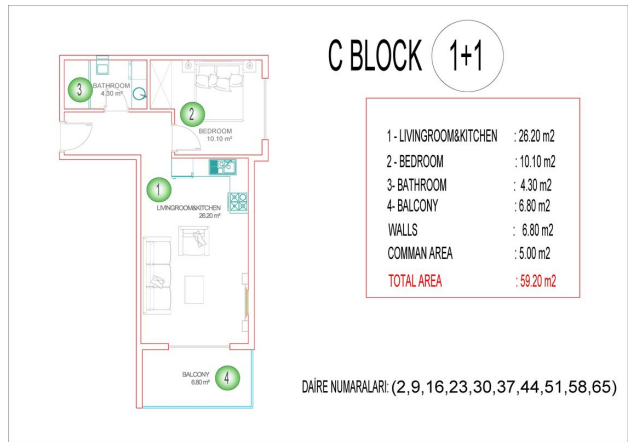 C BLOCK 1+1
1 - LIVINGROOM&KITCHEN : 26.20 m2
2 - BEDROOM : 10.10 m2
3- BATHROOM : 4.30 m2
4- BALCONY : 6.80 m2
WALLS : 6.80 m2
COMMAN AREA : 5.00 m2
TOTAL AREA : 59.20 m2
DAİRE NUMARALARI: (2,9,16,23,30,37,44,51,58,65)
3
BATHROOM
4.30 m²
2
BEDROOM
10.10 m²
1
LIVINGROOM&KITCHEN
26.20 m²
BALCONY
6.80 m²
4